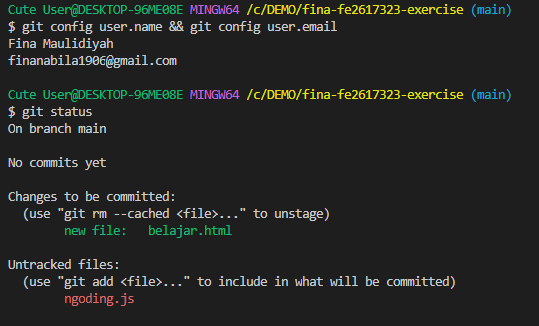 Cute User@DESKTOP-96ME08E MINGW64 /c/DEMO/fina-fe2617323-exercise (main)
$ git config user.name && git config user.email
Fina Maulidiyah
finanabila1906@gmail.com
Cute User@DESKTOP-96ME08E MINGW64 /c/DEMO/fina-fe2617323-exercise (main)
$ git status
On branch main
No commits yet
Changes to be committed:
(use "git rm --cached <file>..." to unstage)
new file:   belajar.html
Untracked files:
(use "git add <file>..." to include in what will be committed)
ngoding.js